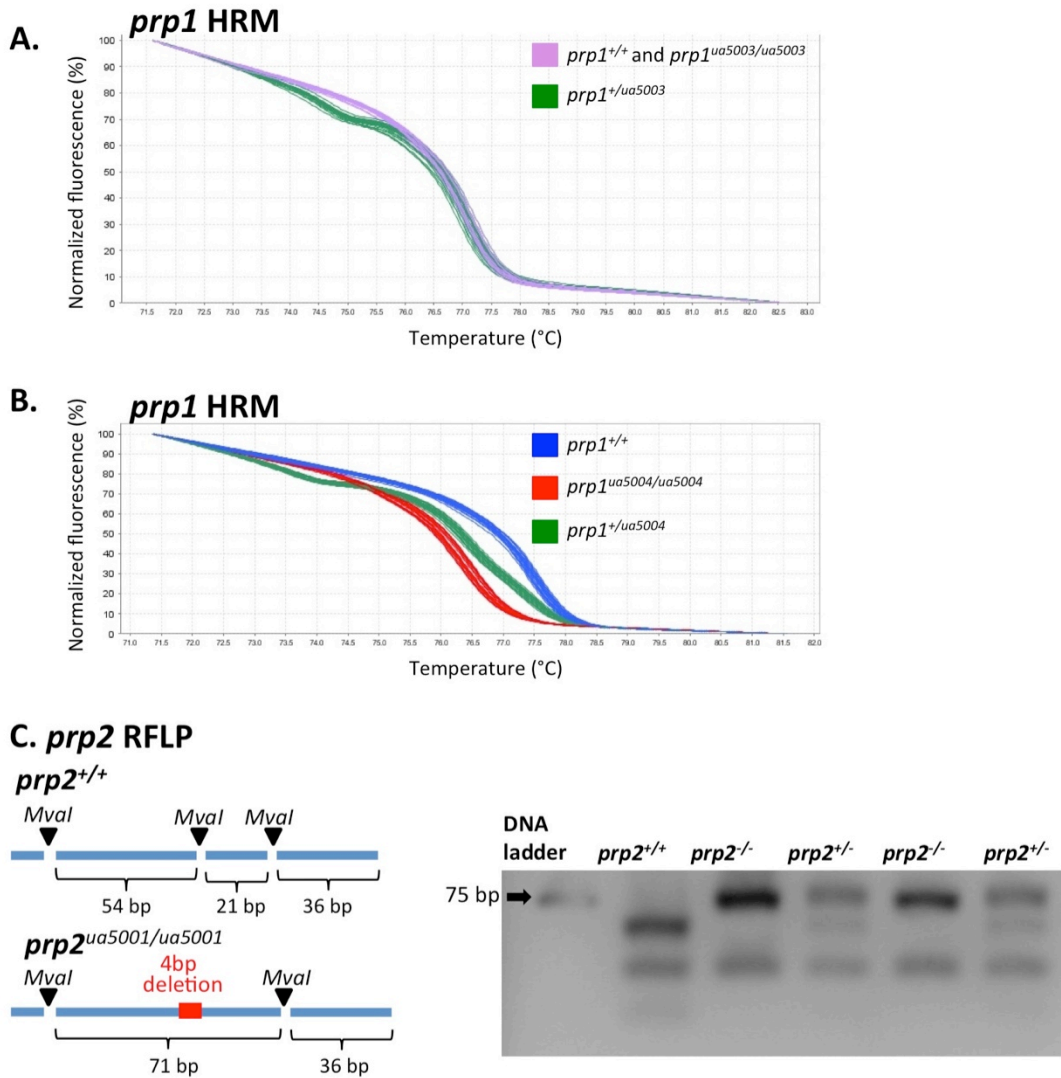 A.
prp1 HRM
Normalized fluorescence (%)
100
90
80
70
60
50
40
30
20
10
0
prp1+/+ and prp1ua5003/ua5003
prp1+/ua5003
71.5 72.0 72.5 73.0 73.5 74.0 74.5 75.0 75.5 76.0 76.5 77.0 77.5 78.0 78.5 79.0 79.5 80.0 80.5 81.0 81.5 82.0 82.5 83.0
Temperature (°C)
B.
prp1 HRM
Normalized fluorescence (%)
100
90
80
70
60
50
40
30
20
10
0
prp1+/+
prp1ua5004/ua5004
prp1+/ua5004
71.0 71.5 72.0 72.5 73.0 73.5 74.0 74.5 75.0 75.5 76.0 76.5 77.0 77.5 78.0 78.5 79.0 79.5 80.0 80.5 81.0 81.5 82.0
Temperature (°C)
C. prp2 RFLP
prp2+/+
MvaI MvaI MvaI
54 bp 21 bp 36 bp
prp2ua5001/ua5001
4bp
deletion
MvaI MvaI
71 bp 36 bp
DNA
ladder prp2+/+ prp2-/- prp2+/- prp2-/- prp2+/-
75 bp